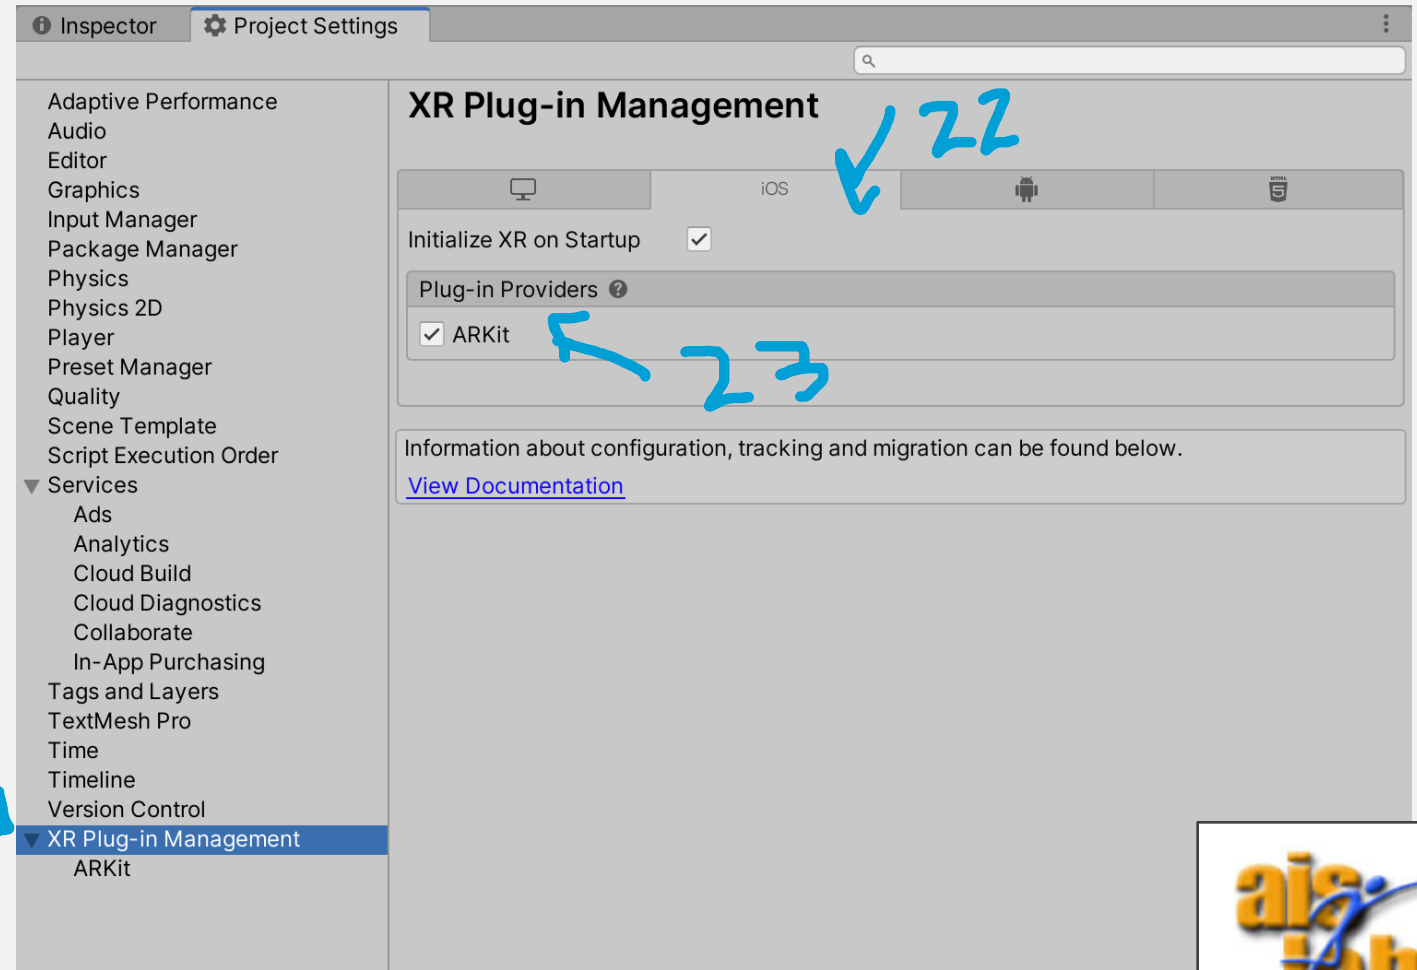 Inspector
Project Settings
Adaptive Performance
Audio
Editor
Graphics
Input Manager
Package Manager
Physics
Physics 2D
Player
Preset Manager
Quality
Scene Template
Script Execution Order
Services
Ads
Analytics
Cloud Build
Cloud Diagnostics
Collaborate
In-App Purchasing
Tags and Layers
TextMesh Pro
Time
Timeline
Version Control
XR Plug-in Management
ARKit
XR Plug-in Management
22
iOS
HTML
5
Initialize XR on Startup
Plug-in Providers ?
ARKit
23
Information about configuration, tracking and migration can be found below.
View Documentation
ais